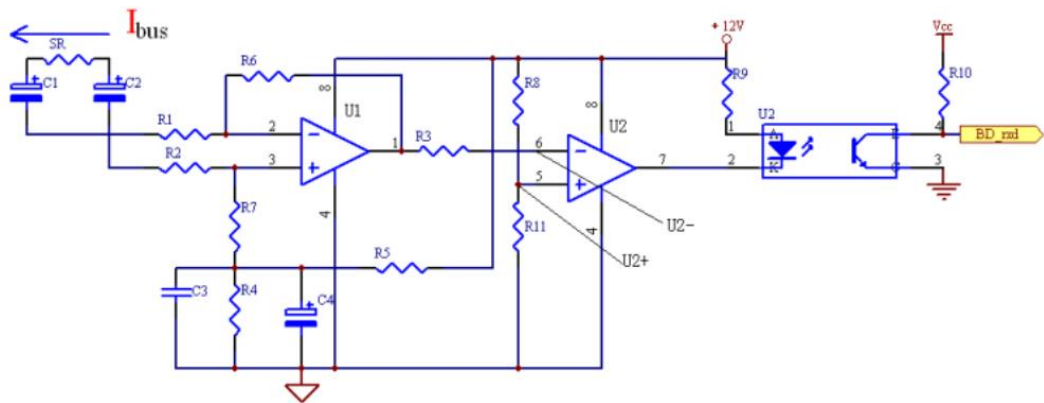 Ibus
SR
C1
C2
+12V
Vcc
R6
R8
R9
R10
8
U1
8
U2
U2
R1
2
1
R3
6
1
A
E
4
BD_rxd
R2
3
5
7
2
K
C
3
R7
4
R11
4
U2-
R5
U2+
C3
R4
C4